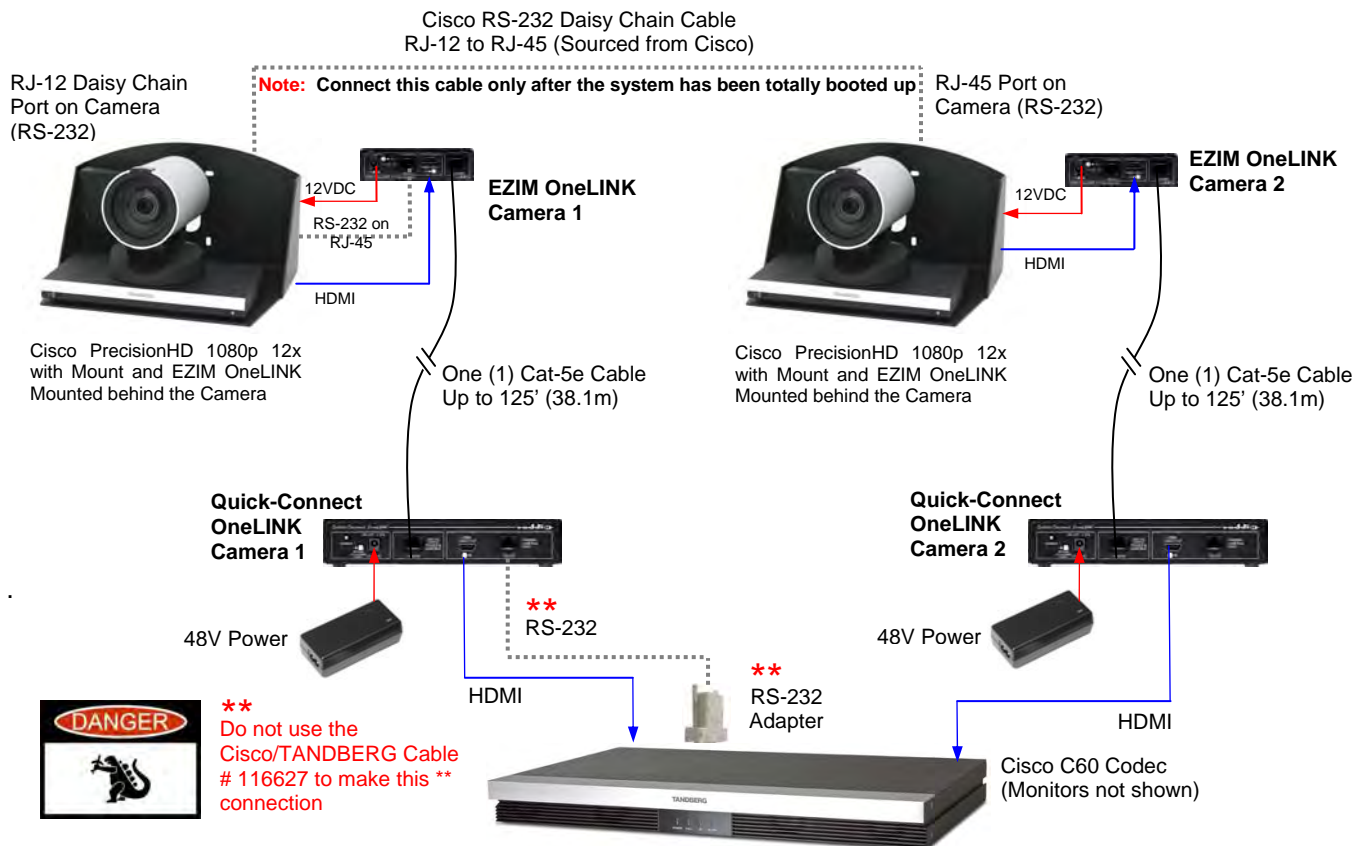 Cisco RS-232 Daisy Chain Cable
RJ-12 to RJ-45 (Sourced from Cisco)
RJ-12 Daisy Chain
Port on Camera
(RS-232)
Note: Connect this cable only after the system has been totally booted up
RJ-45 Port on
Camera (RS-232)
12VDC
RS-232 on
RJ-45
HDMI
EZIM OneLINK
Camera 1
12VDC
HDMI
EZIM OneLINK
Camera 2
TANDBERG
TANDBERG
Cisco PrecisionHD 1080p 12x
with Mount and EZIM OneLINK
Mounted behind the Camera
One (1) Cat-5e Cable
Up to 125' (38.1m)
Cisco PrecisionHD 1080p 12x
with Mount and EZIM OneLINK
Mounted behind the Camera
One (1) Cat-5e Cable
Up to 125' (38.1m)
Quick-Connect
OneLINK
Camera 1
Quick-Connect
OneLINK
Camera 2
.
48V Power
**
RS-232
48V Power
HDMI
**
RS-232
Adapter
HDMI
DANGER
**
Do not use the
Cisco/TANDBERG Cable
# 116627 to make this **
connection
TANDBERG
Cisco C60 Codec
(Monitors not shown)